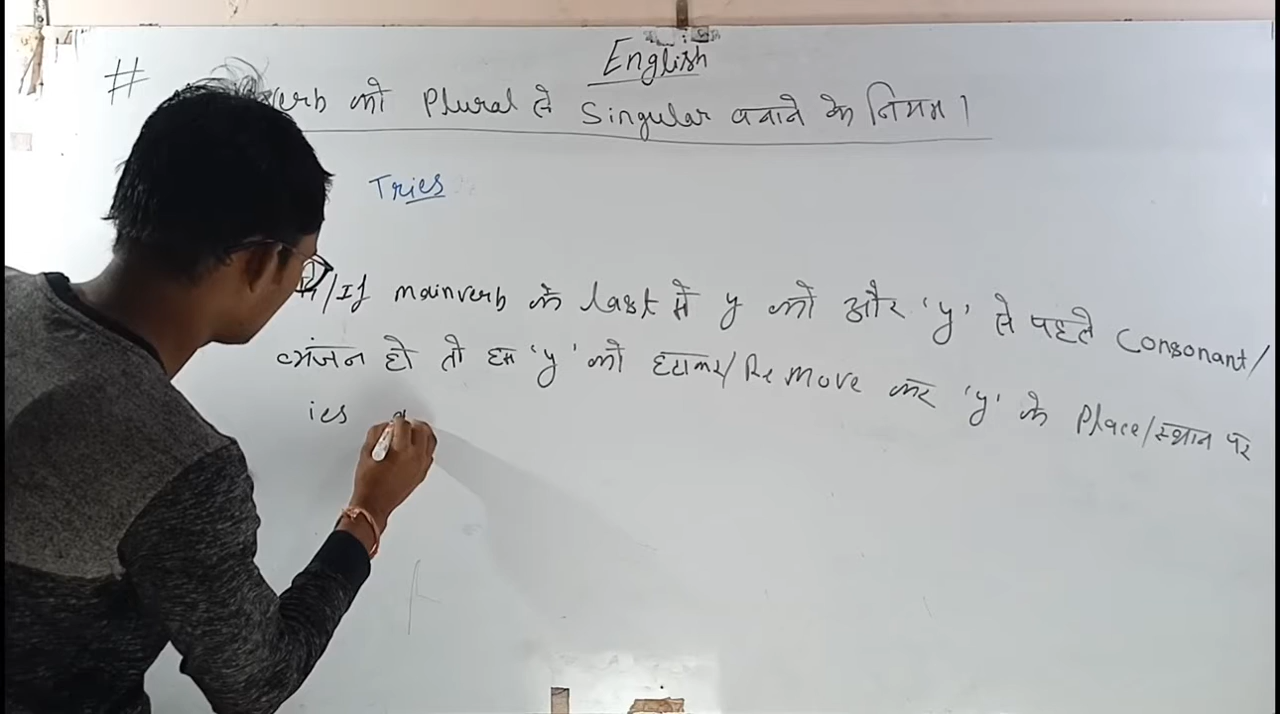 English
# verb को Plural से Singular बनाने के नियम।
Tries
/If mainverb के last में y को और 'y' से पहले Consonant/
व्यंजन हो तो हम 'y' को हटाकर/Remove कर 'y' के Place/स्थान पर
ies